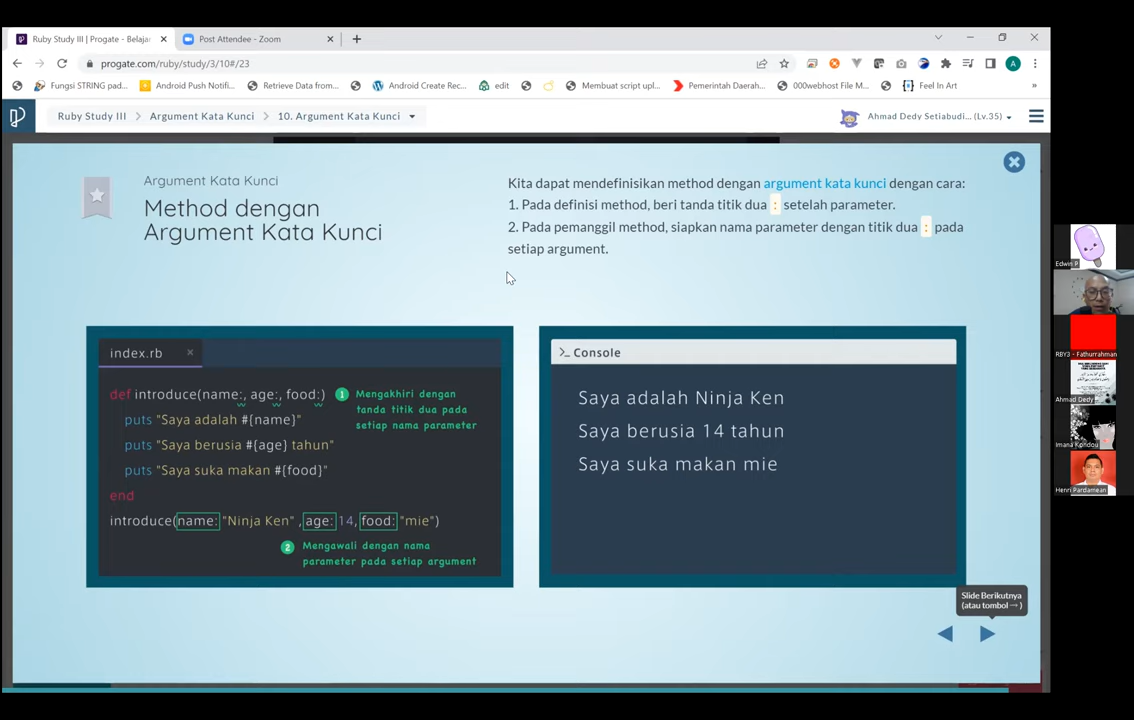 Ruby Study III | Progate - Belaja
Post Attendee - Zoom
progate.com/ruby/study/3/10#/23
Fungsi STRING pad...
Android Push Notifi...
Retrieve Data from...
Android Create Rec...
edit
Membuat script upl...
Pemerintah Daerah...
000webhost File M...
Feel In Art
»
A
Ruby Study III
Argument Kata Kunci
10. Argument Kata Kunci
Ahmad Dedy Setiabudi... (Lv.35)
Argument Kata Kunci
Method dengan
Argument Kata Kunci
Kita dapat mendefinisikan method dengan argument kata kunci dengan cara:
1. Pada definisi method, beri tanda titik dua : setelah parameter.
2. Pada pemanggil method, siapkan nama parameter dengan titik dua : pada
setiap argument.
index.rb
def introduce(name:, age:, food:)
puts "Saya adalah #{name}"
puts "Saya berusia #{age} tahun"
puts "Saya suka makan #{food}"
end
introduce(name: "Ninja Ken" , age: 14, food: "mie")
1 Mengakhiri dengan
tanda titik dua pada
setiap nama parameter
2 Mengawali dengan nama
parameter pada setiap argument
>_ Console
Saya adalah Ninja Ken
Saya berusia 14 tahun
Saya suka makan mie
Slide Berikutnya
(atau tombol → )
Edwin P
RBY3 - Fathurrahman
Ahmad Dedy
Imana Kondou
Henri Pardamean